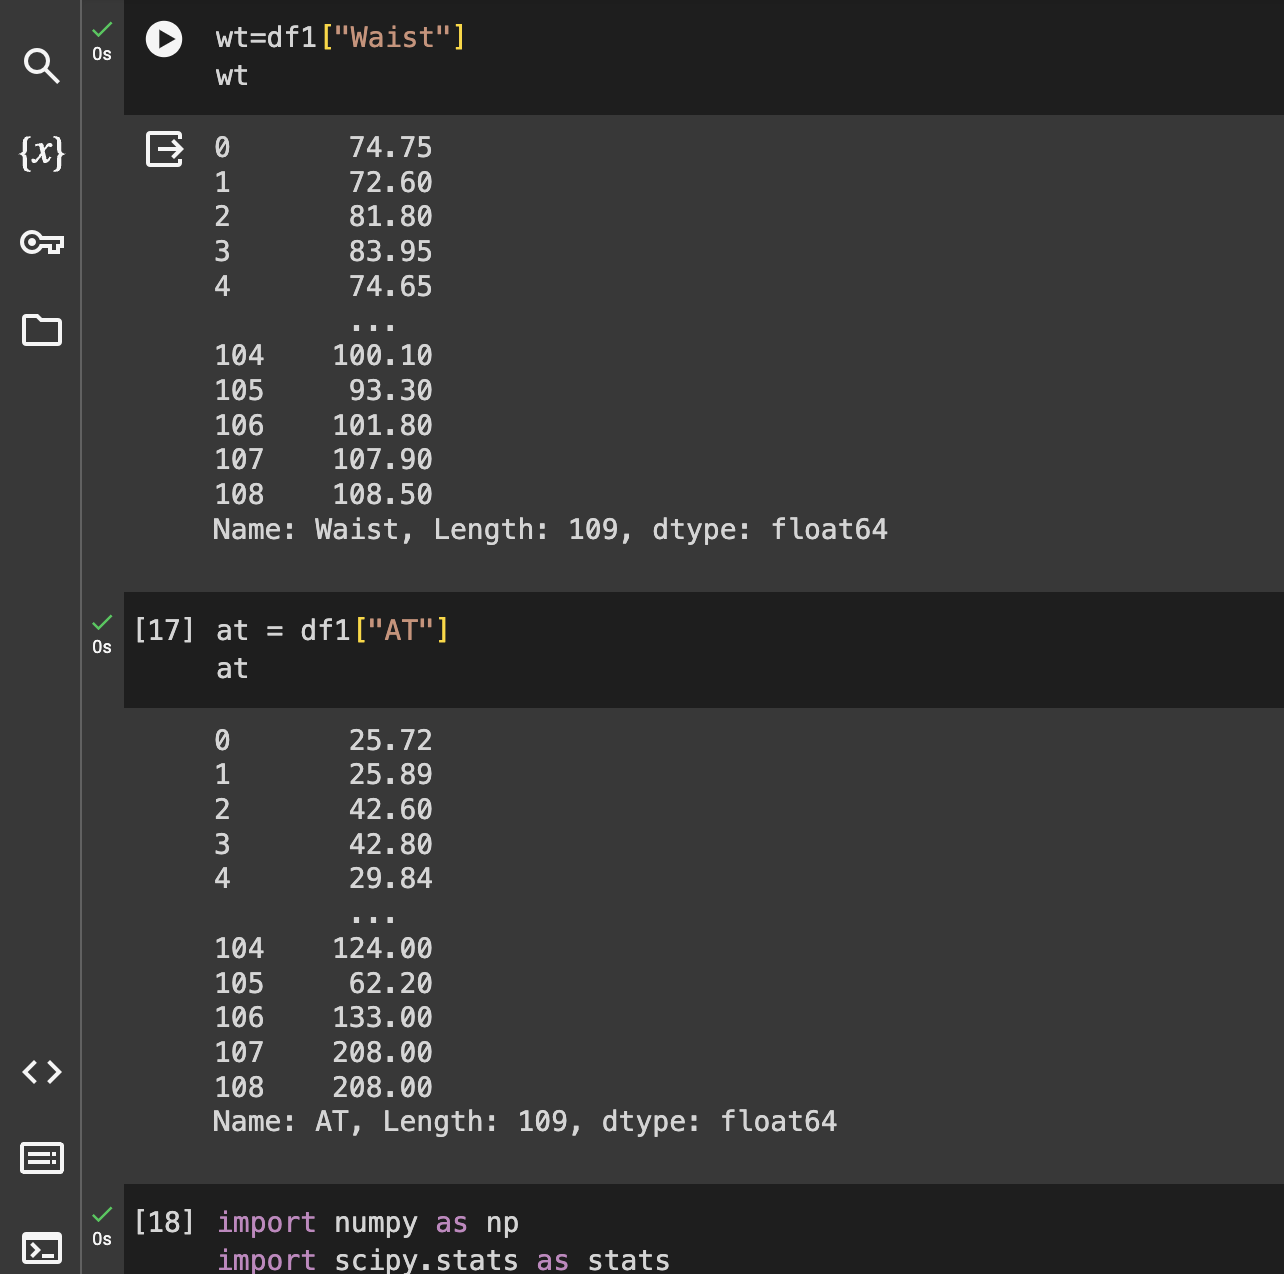 0s
wt=df1["Waist"]
wt
{x}
0 74.75
1 72.60
2 81.80
3 83.95
4 74.65
...
104 100.10
105 93.30
106 101.80
107 107.90
108 108.50
Name: Waist, Length: 109, dtype: float64
0s
[17] at = df1["AT"]
at
0 25.72
1 25.89
2 42.60
3 42.80
4 29.84
...
104 124.00
105 62.20
106 133.00
107 208.00
108 208.00
Name: AT, Length: 109, dtype: float64
0s
[18] import numpy as np
import scipy.stats as stats